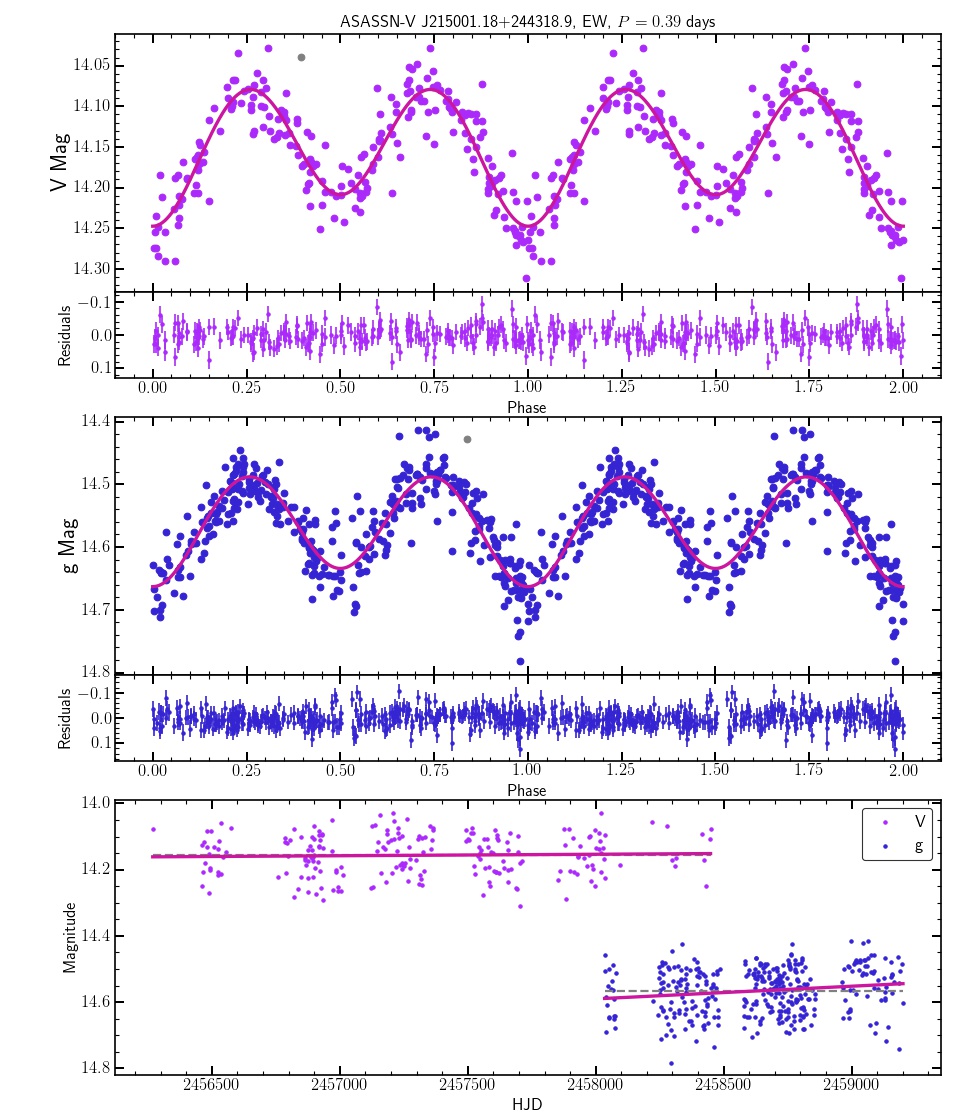 ASASSN-V J215001.18+244318.9, EW, P = 0.39 days
14.05
14.10
14.15
14.20
14.25
14.30
V Mag
−0.1
0.0
0.1
Residuals
0.00 0.25 0.50 0.75 1.00 1.25 1.50 1.75 2.00
Phase
14.4
14.5
14.6
14.7
14.8
g Mag
−0.1
0.0
0.1
Residuals
0.00 0.25 0.50 0.75 1.00 1.25 1.50 1.75 2.00
Phase
14.0
14.2
14.4
14.6
14.8
Magnitude
V
g
2456500 2457000 2457500 2458000 2458500 2459000
HJD